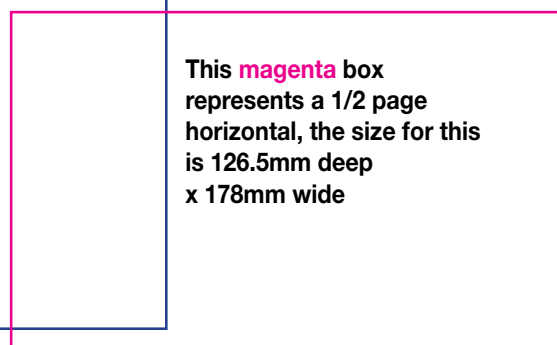 This magenta box
represents a 1/2 page
horizontal, the size for this
is 126.5mm deep
x 178mm wide